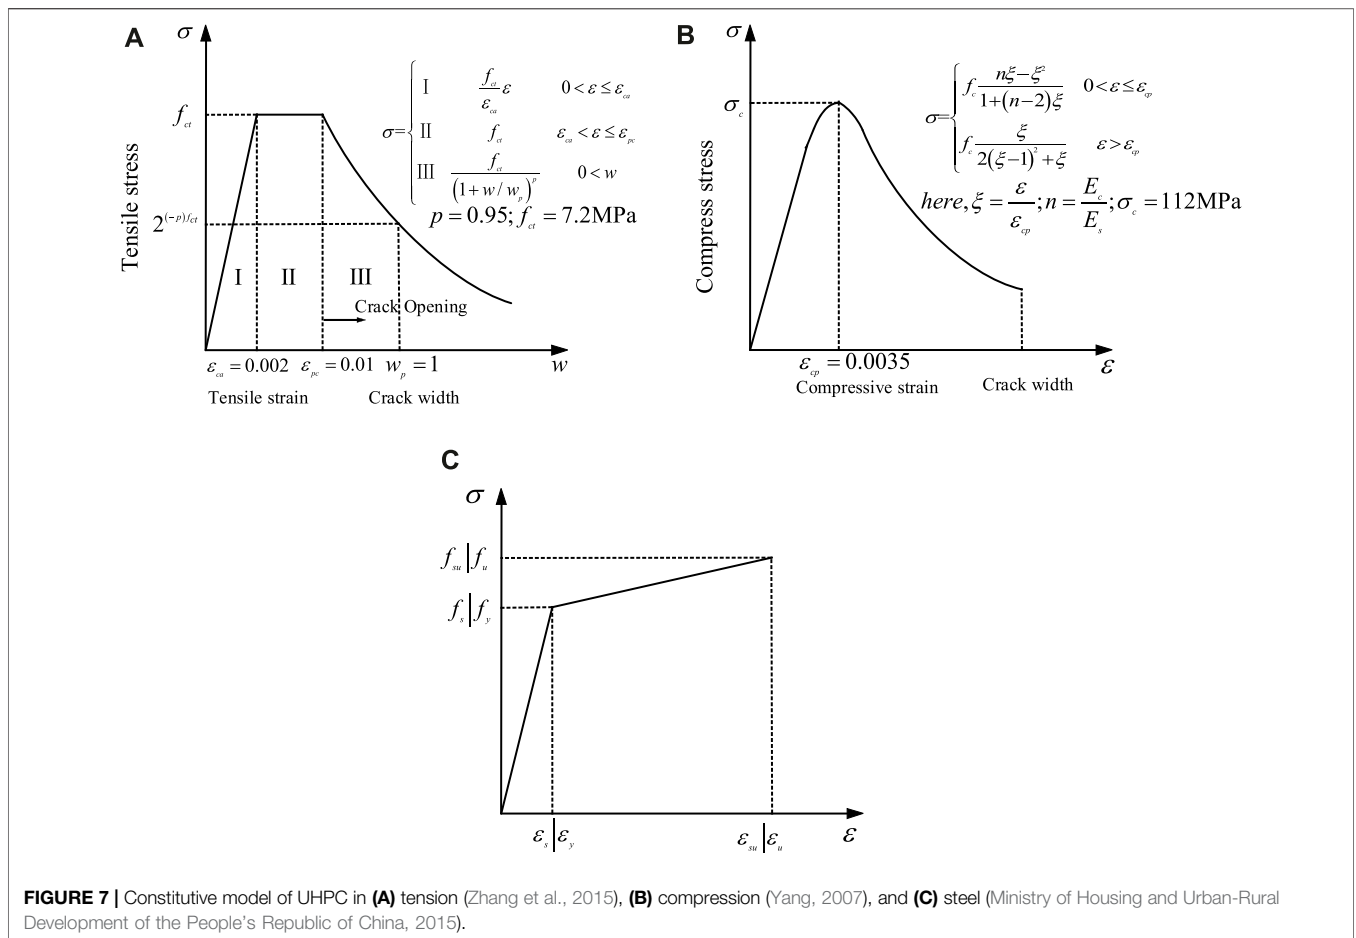 A
σ
Tensile stress
f_ct
2^(-p)f_ct
σ={ I f_ct/ε_ca ε 0<ε≤ε_ca
II f_ct ε_ca<ε≤ε_pc
III f_ct/(1+w/w_p)^p 0<w
p=0.95; f_ct=7.2MPa
I II III
Crack Opening
ε_ca=0.002 ε_pc=0.01 w_p=1 w
Tensile strain Crack width
B
σ
Compress stress
σ_c
σ={ f_c (nξ-ξ²)/(1+(n-2)ξ) 0<ε≤ε_cp
f_c ξ/(2(ξ-1)²+ξ) ε>ε_cp
here, ξ=ε/ε_cp; n=E_c/E_s; σ_c=112MPa
ε_cp=0.0035 ε
Compressive strain Crack width
C
σ
f_su|f_u
f_s|f_y
ε_s|ε_y ε_su|ε_u ε
FIGURE 7 | Constitutive model of UHPC in (A) tension (Zhang et al., 2015), (B) compression (Yang, 2007), and (C) steel (Ministry of Housing and Urban-Rural
Development of the People's Republic of China, 2015).